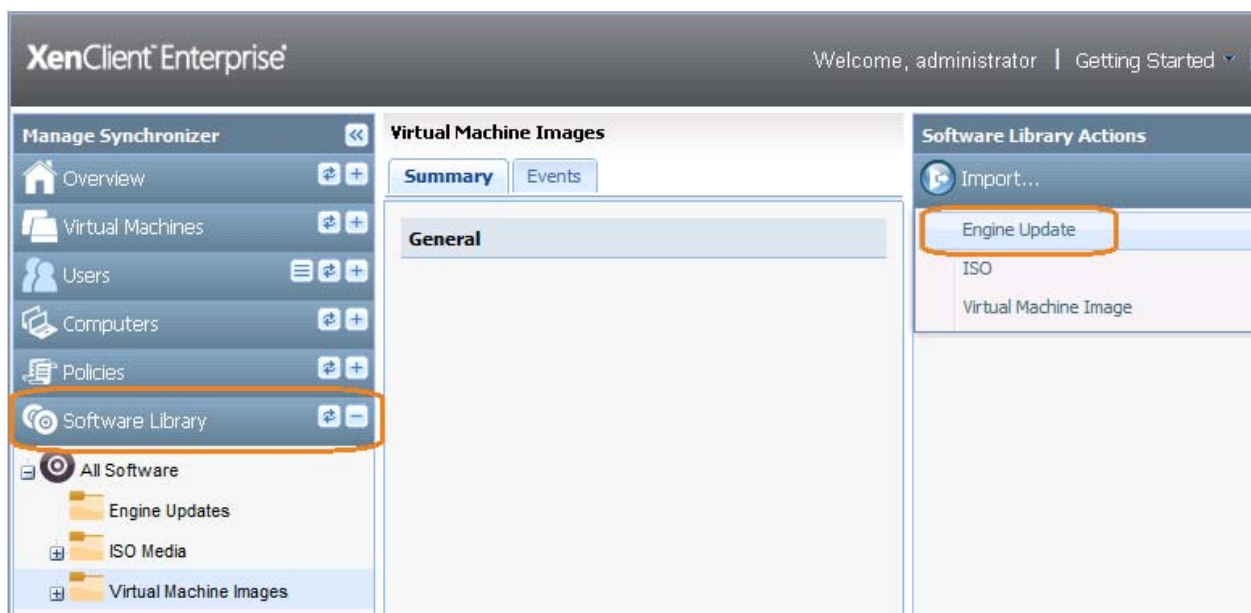 XenClient Enterprise
Welcome, administrator | Getting Started
Manage Synchronizer
Overview
Virtual Machines
Users
Computers
Policies
Software Library
All Software
Engine Updates
ISO Media
Virtual Machine Images
Virtual Machine Images
Summary Events
General
Software Library Actions
Import...
Engine Update
ISO
Virtual Machine Image